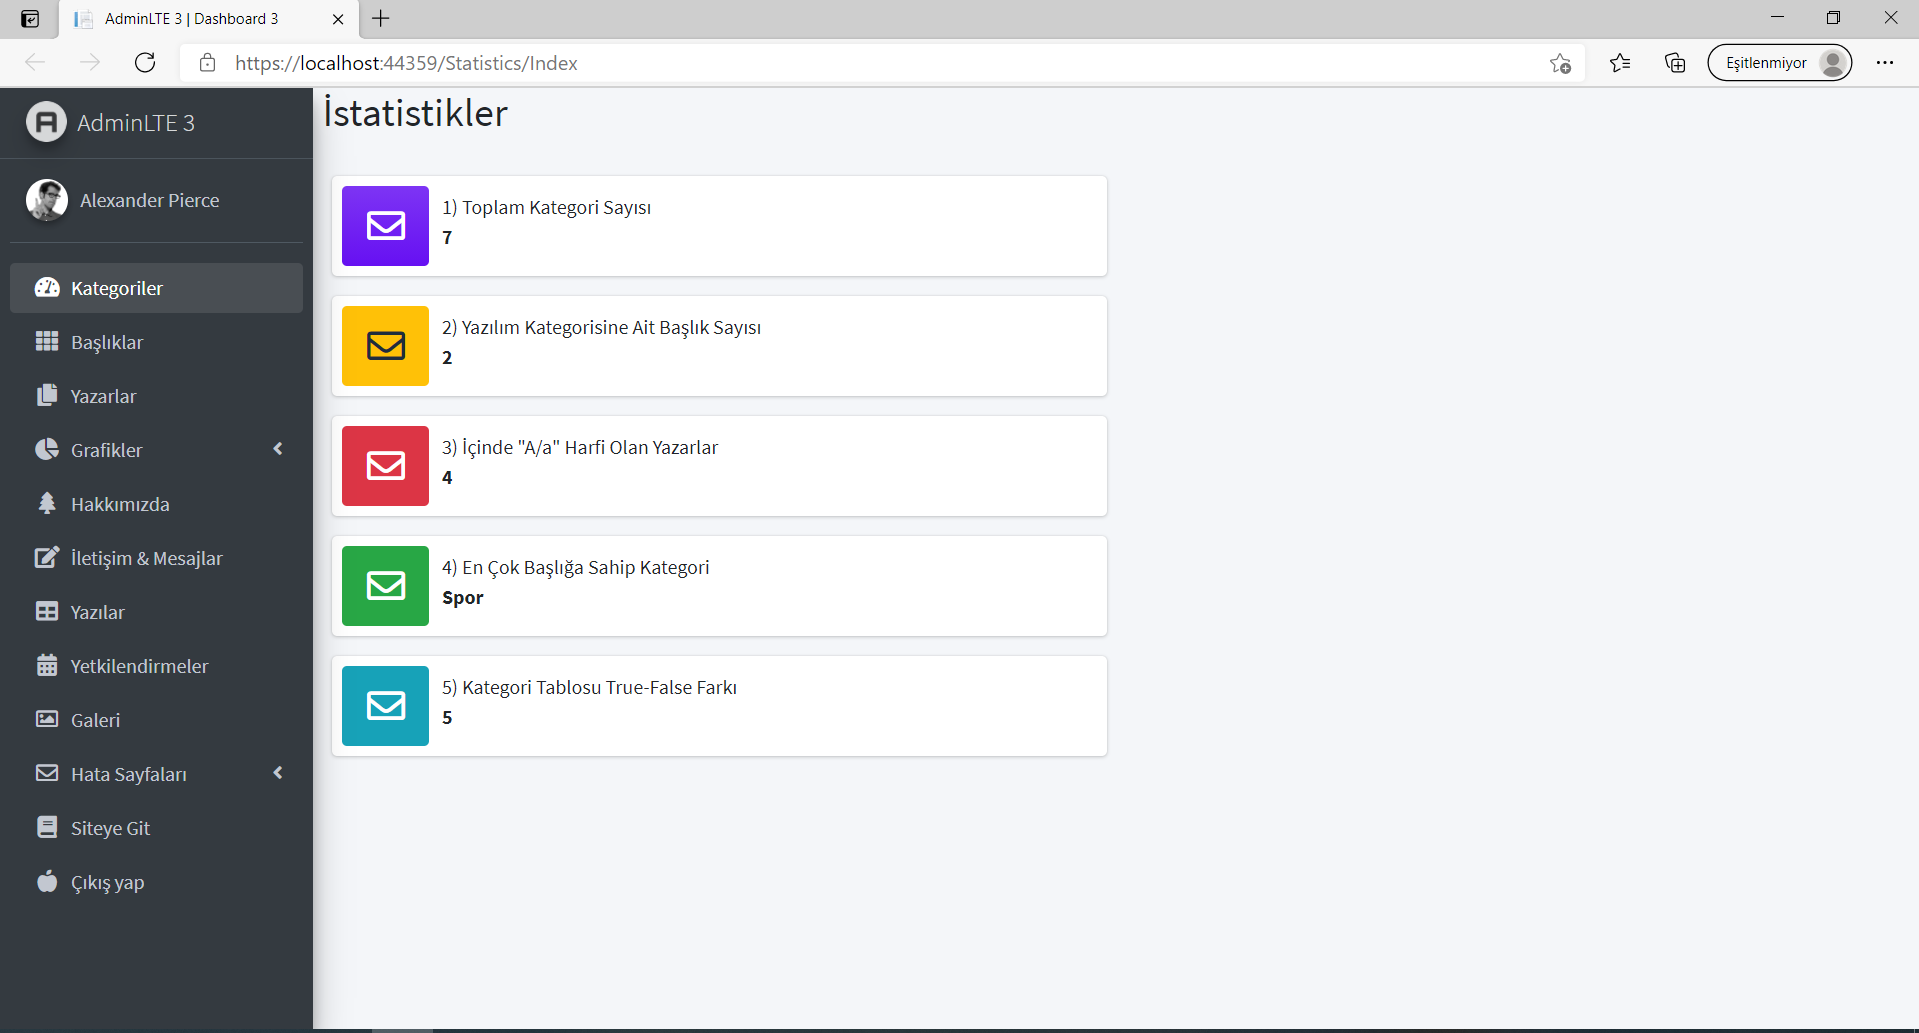 AdminLTE 3 | Dashboard 3
https://localhost:44359/Statistics/Index
Eşitlenmiyor
AdminLTE 3
Alexander Pierce
Kategoriler
Başlıklar
Yazarlar
Grafikler
Hakkımızda
İletişim & Mesajlar
Yazılar
Yetkilendirmeler
Galeri
Hata Sayfaları
Siteye Git
Çıkış yap
İstatistikler
1) Toplam Kategori Sayısı
7
2) Yazılım Kategorisine Ait Başlık Sayısı
2
3) İçinde "A/a" Harfi Olan Yazarlar
4
4) En Çok Başlığa Sahip Kategori
Spor
5) Kategori Tablosu True-False Farkı
5